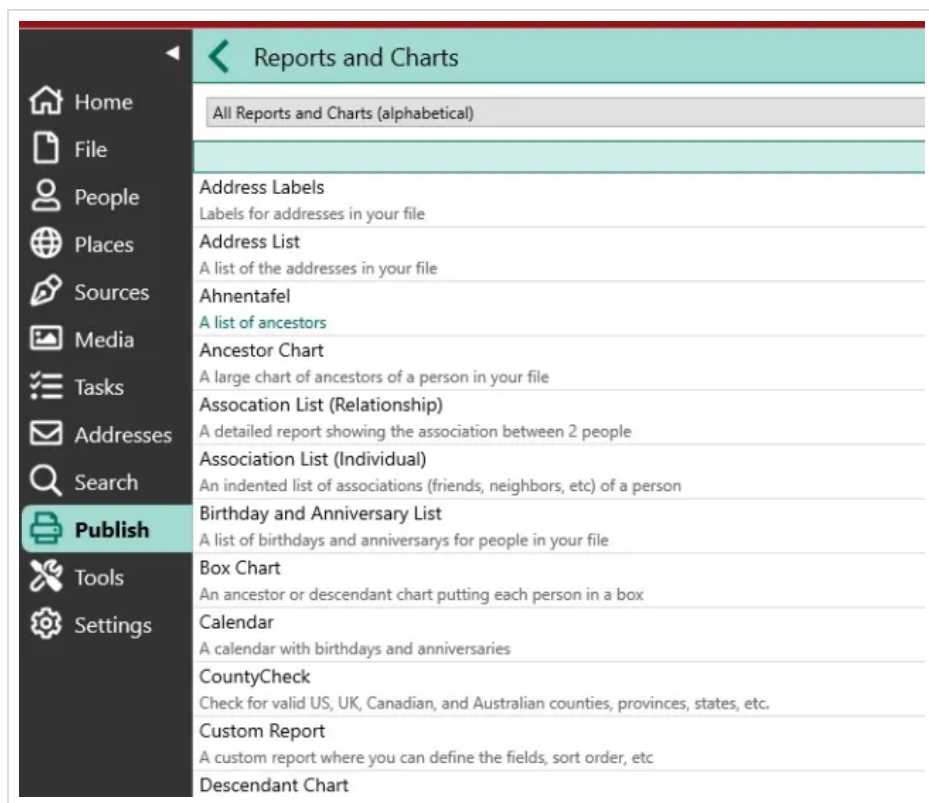 Reports and Charts
Home
File
People
Places
Sources
Media
Tasks
Addresses
Search
Publish
Tools
Settings
All Reports and Charts (alphabetical)
Address Labels
Labels for addresses in your file
Address List
A list of the addresses in your file
Ahnentafel
A list of ancestors
Ancestor Chart
A large chart of ancestors of a person in your file
Assocation List (Relationship)
A detailed report showing the association between 2 people
Association List (Individual)
An indented list of associations (friends, neighbors, etc) of a person
Birthday and Anniversary List
A list of birthdays and anniversarys for people in your file
Box Chart
An ancestor or descendant chart putting each person in a box
Calendar
A calendar with birthdays and anniversaries
CountyCheck
Check for valid US, UK, Canadian, and Australian counties, provinces, states, etc.
Custom Report
A custom report where you can define the fields, sort order, etc
Descendant Chart